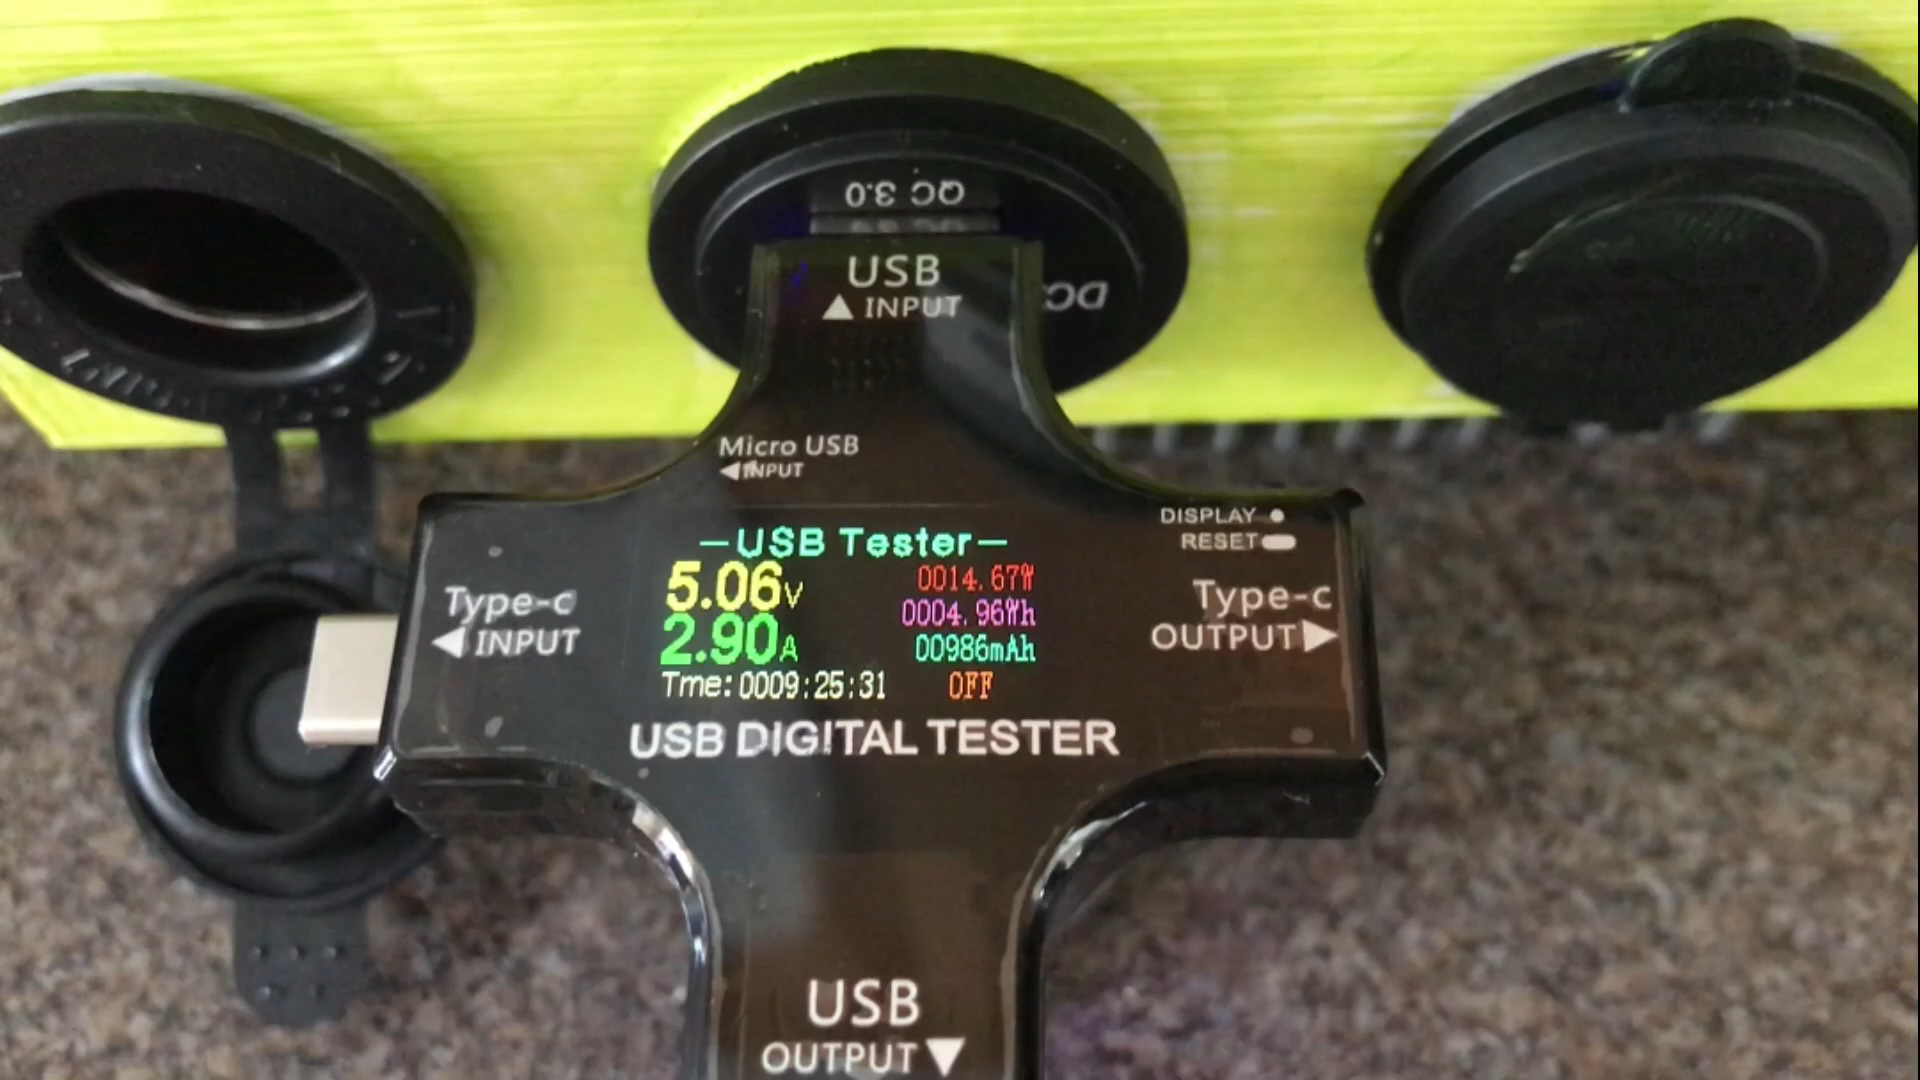 QC 3.0
USB
▲ INPUT
DC
Micro USB
◀INPUT
DISPLAY ●
RESET
—USB Tester—
5.06V 0014.67W
0004.96Wh
2.90A 00986mAh
Tme:0009:25:31 OFF
Type-c
◀ INPUT
Type-c
OUTPUT▶
USB DIGITAL TESTER
USB
OUTPUT▼